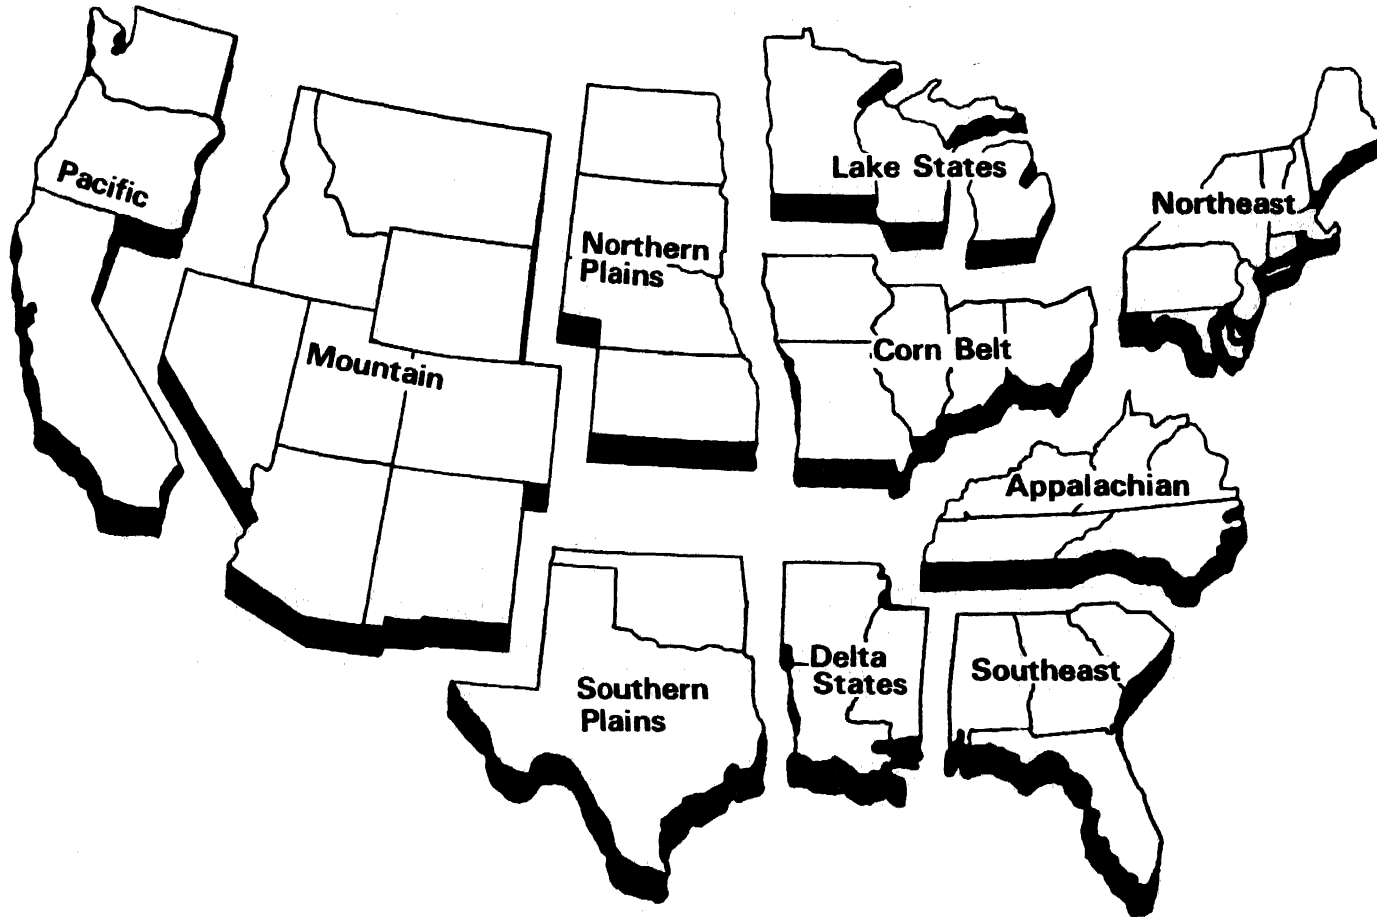 Pacific
Mountain
Northern
Plains
Lake States
Corn Belt
Northeast
Appalachian
Southern
Plains
Delta
States
Southeast